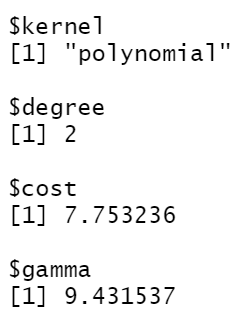 $kernel
[1] "polynomial"
$degree
[1] 2
$cost
[1] 7.753236
$gamma
[1] 9.431537